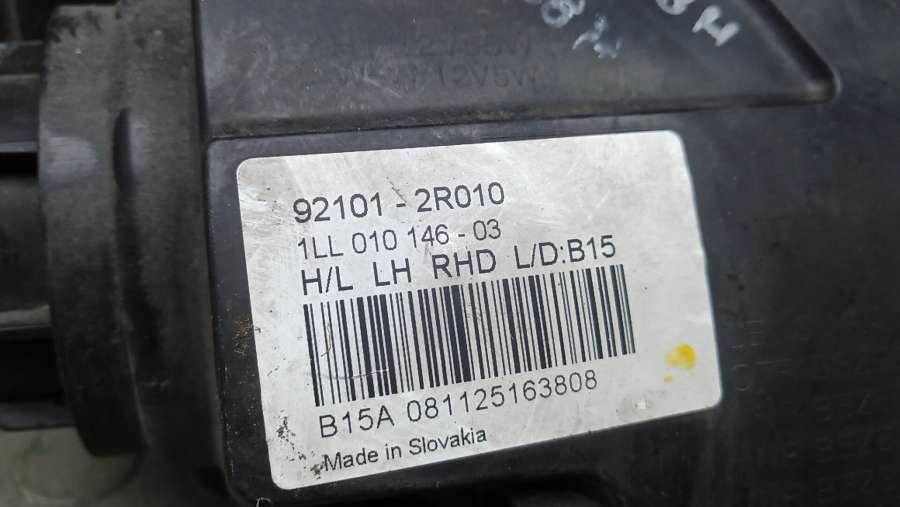 12V5W
92101 - 2R010
1LL 010 146 - 03
H/L LH RHD L/D:B15
B15A 081125163808
Made in Slovakia